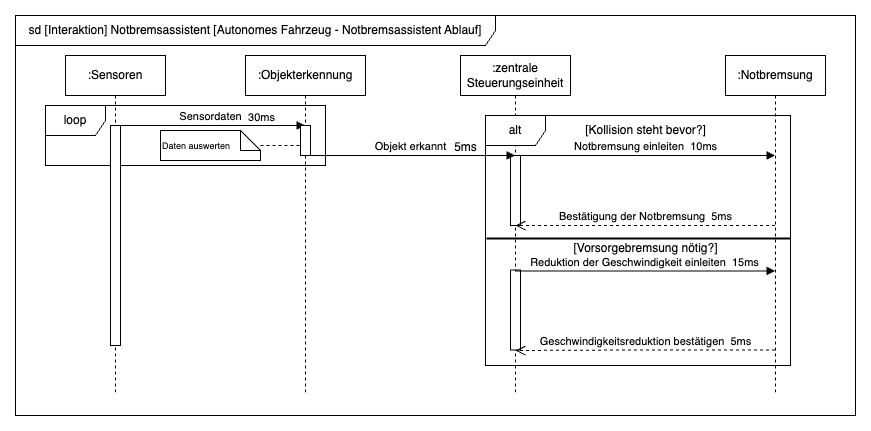 sd [Interaktion] Notbremsassistent [Autonomes Fahrzeug - Notbremsassistent Ablauf]
:Sensoren
:Objekterkennung
:zentrale
Steuerungseinheit
:Notbremsung
loop
Sensordaten 30ms
Daten auswerten
Objekt erkannt 5ms
alt
[Kollision steht bevor?]
Notbremsung einleiten 10ms
Bestätigung der Notbremsung 5ms
[Vorsorgebremsung nötig?]
Reduktion der Geschwindigkeit einleiten 15ms
Geschwindigkeitsreduktion bestätigen 5ms